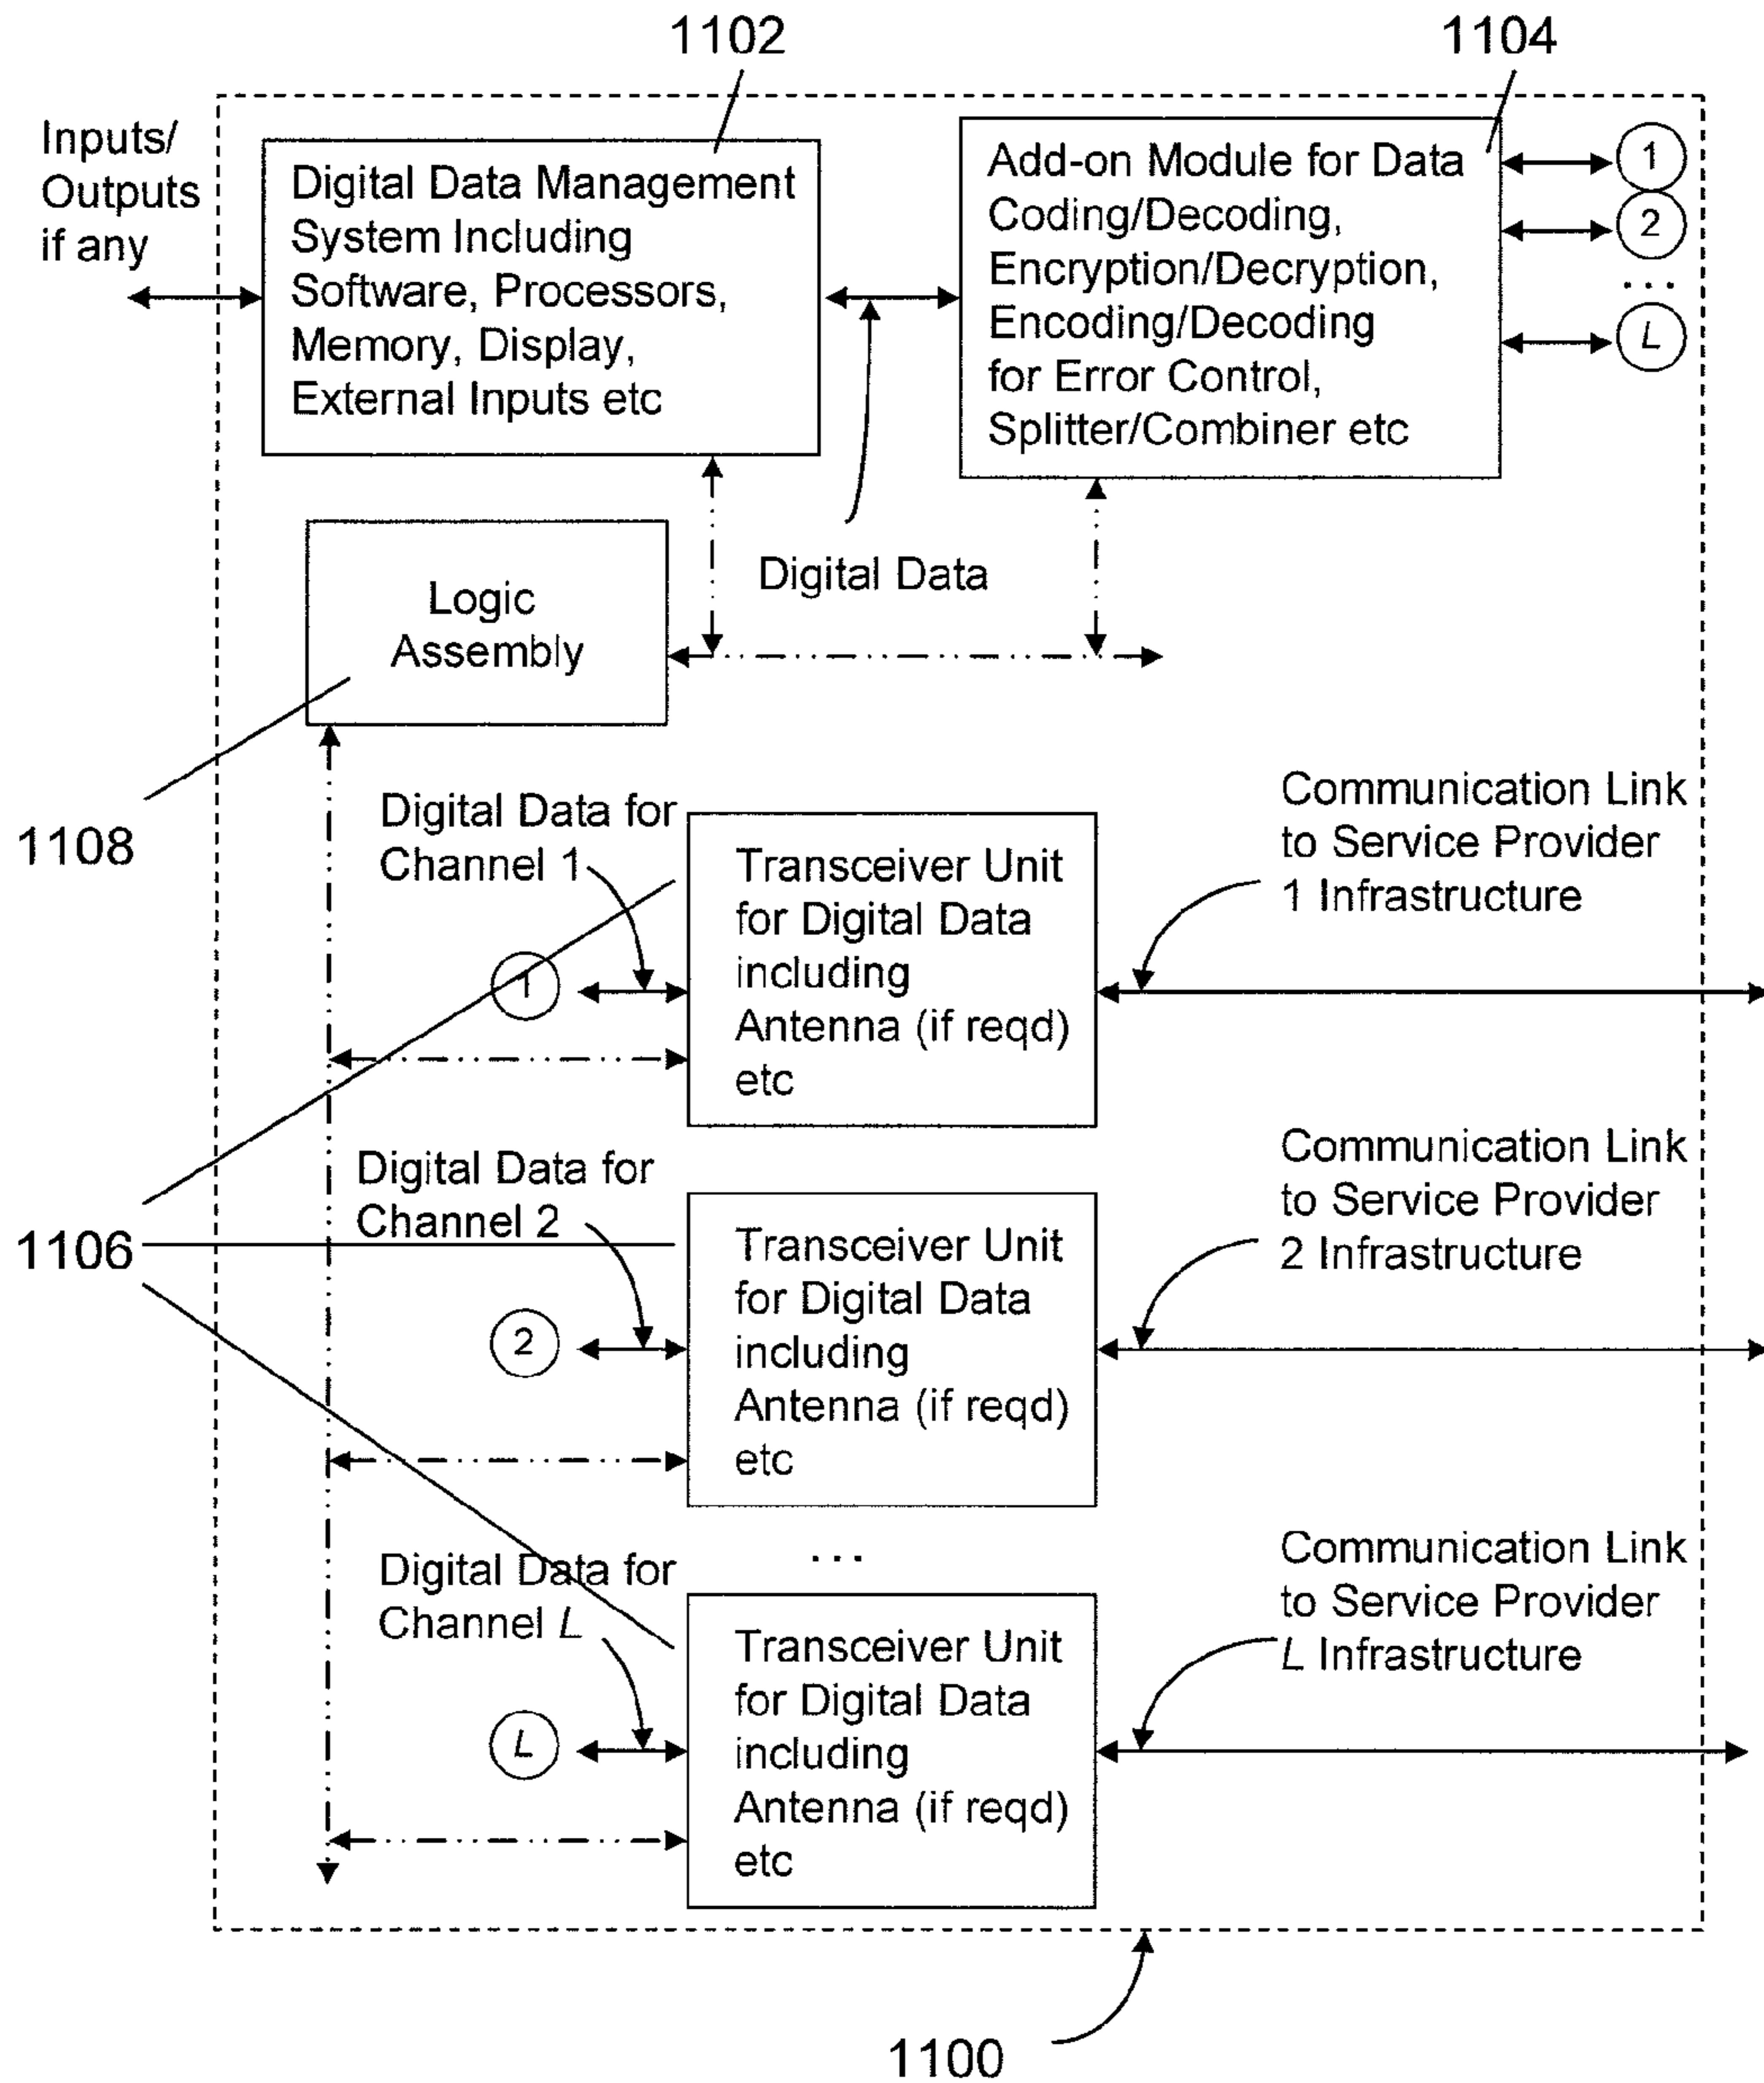 1102
1104
Inputs/
Outputs
if any
Digital Data Management
System Including
Software, Processors,
Memory, Display,
External Inputs etc
Add-on Module for Data
Coding/Decoding,
Encryption/Decryption,
Encoding/Decoding
for Error Control,
Splitter/Combiner etc
1
2
...
L
Digital Data
Logic
Assembly
1108
Digital Data for
Channel 1
1
Transceiver Unit
for Digital Data
including
Antenna (if reqd)
etc
Communication Link
to Service Provider
1 Infrastructure
1106
Digital Data for
Channel 2
2
Transceiver Unit
for Digital Data
including
Antenna (if reqd)
etc
Communication Link
to Service Provider
2 Infrastructure
...
Digital Data for
Channel L
L
Transceiver Unit
for Digital Data
including
Antenna (if reqd)
etc
Communication Link
to Service Provider
L Infrastructure
1100